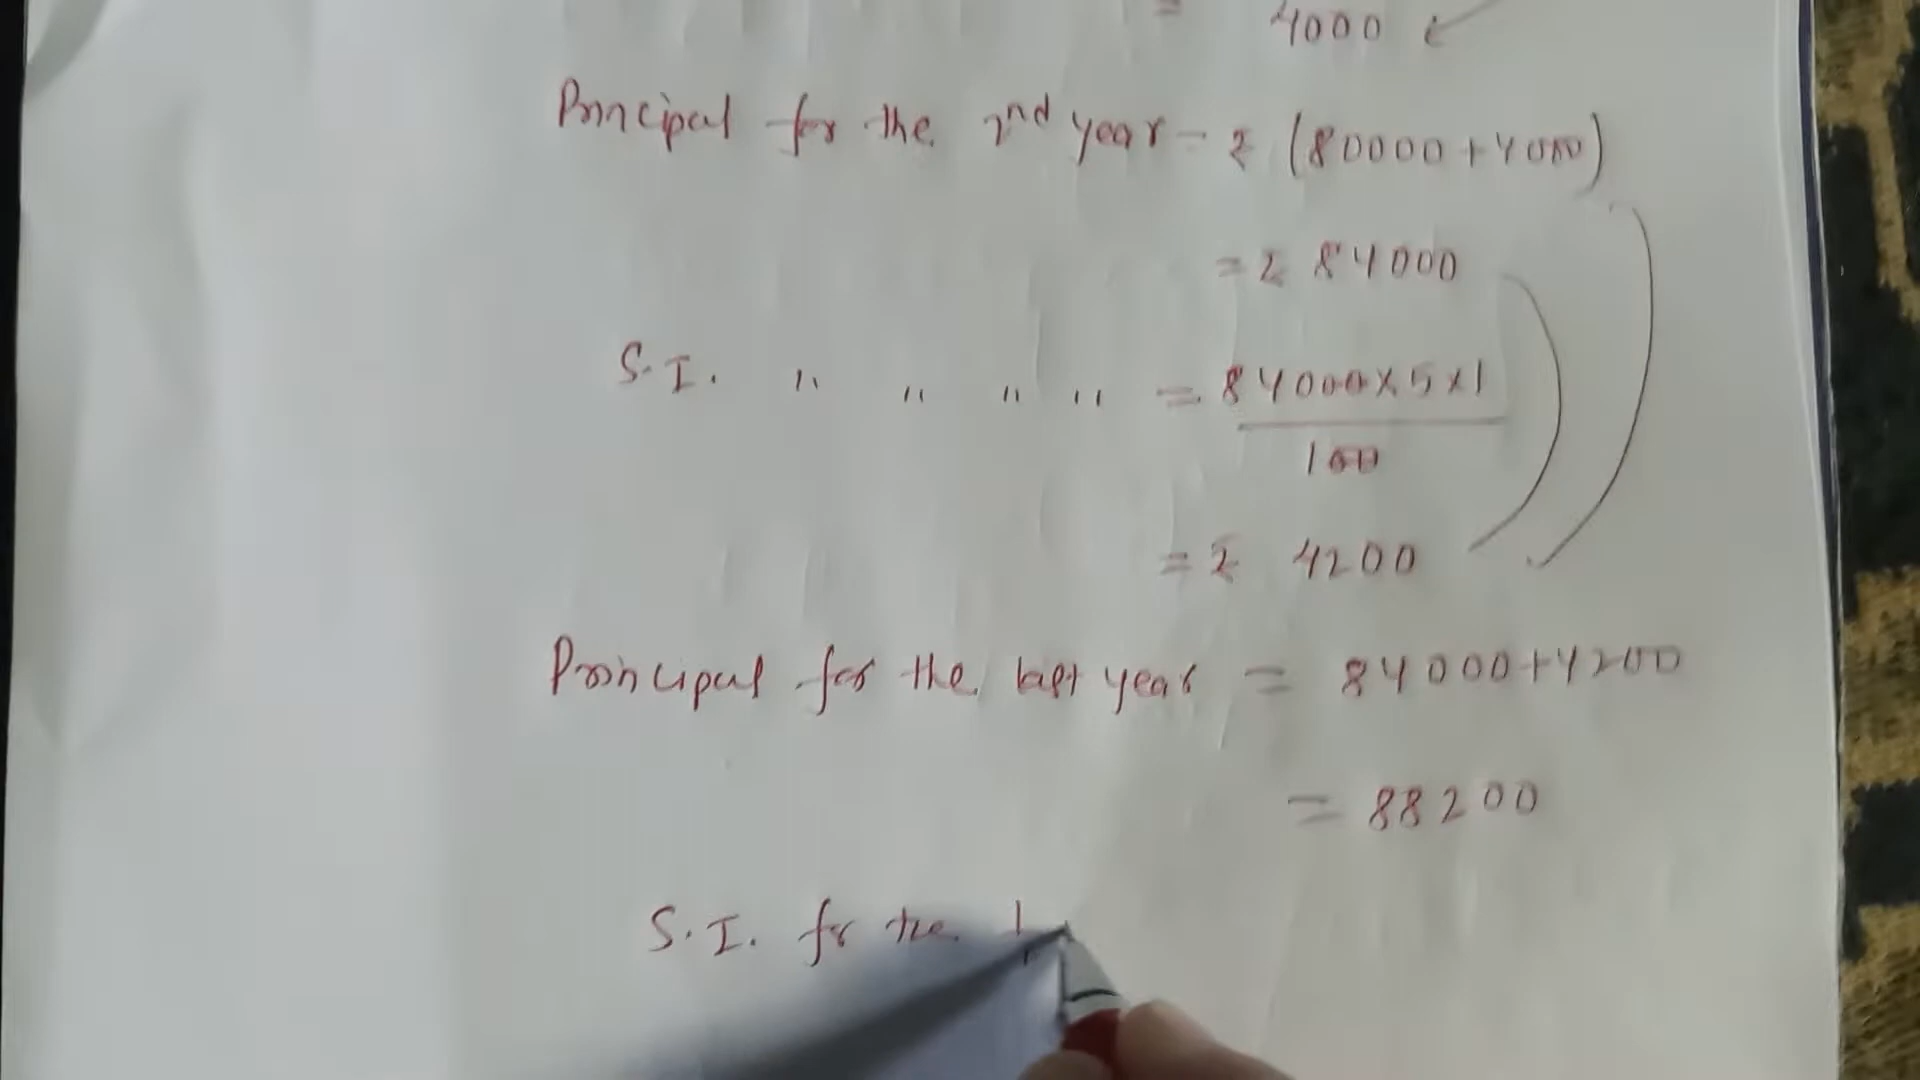 = 4000
Principal for the 2nd year - ₹ (80000+4000)
= ₹ 84000
S.I. " " " " = 84000×5×1
100
= ₹ 4200
Principal for the last year = 84000+4200
= 88200
S.I. for the